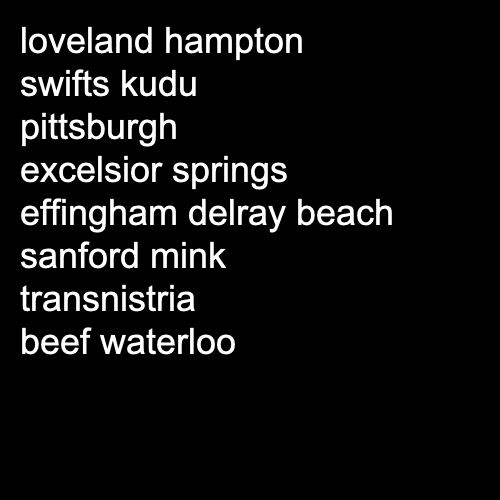 loveland hampton
swifts kudu
pittsburgh
excelsior springs
effingham delray beach
sanford mink
transnistria
beef waterloo